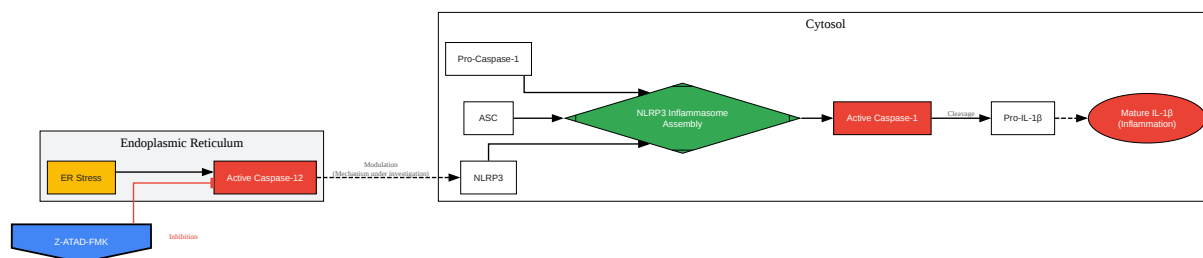 Cytosol
Pro-Caspase-1
ASC
NLRP3 Inflammasome
Assembly
Active Caspase-1
Cleavage
Pro-IL-1β
Mature IL-1β
(Inflammation)
Endoplasmic Reticulum
ER Stress
Active Caspase-12
Modulation
(Mechanism under investigation)
NLRP3
Z-ATAD-FMK
Inhibition